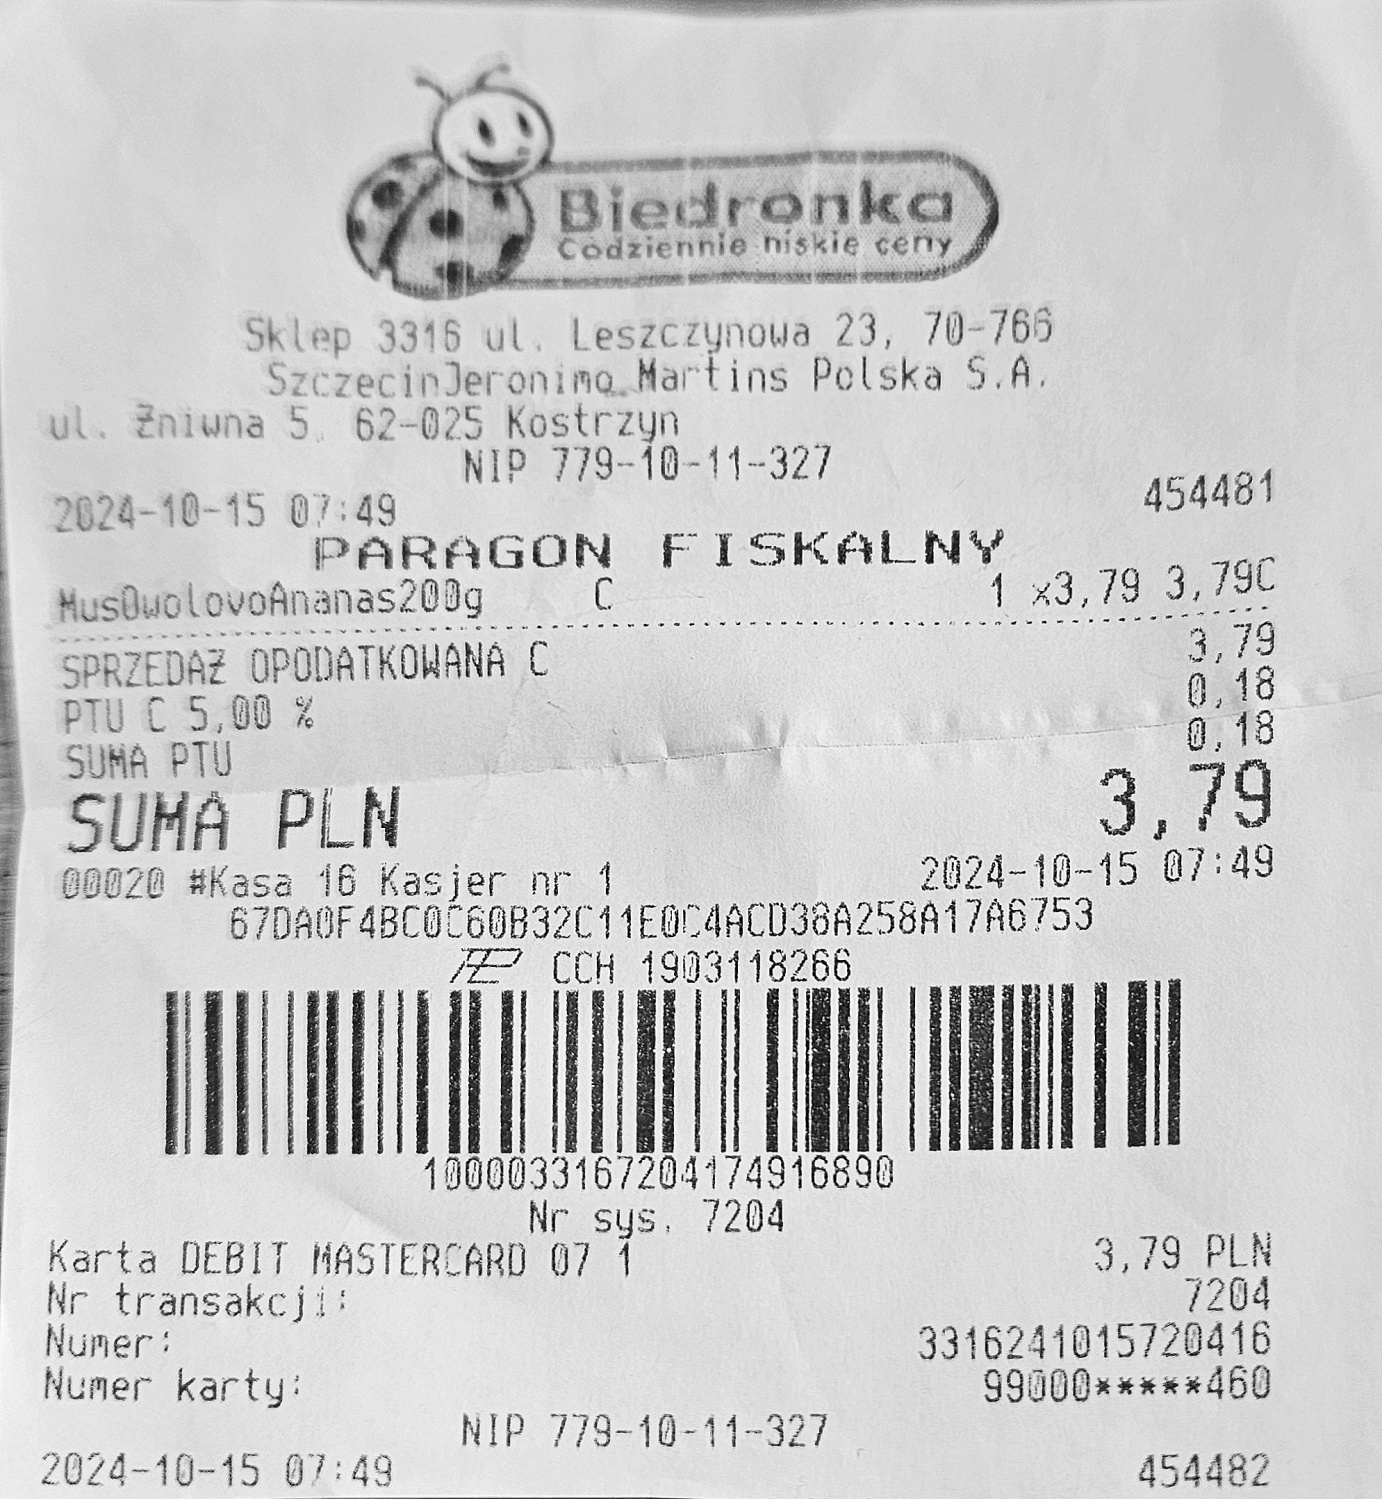 Biedronka
Codziennie niskie ceny
Sklep 3316 ul. Leszczynowa 23, 70-766
SzczecinJeronimo Martins Polska S.A.
ul. Żniwna 5, 62-025 Kostrzyn
NIP 779-10-11-327
2024-10-15 07:49 454481
PARAGON FISKALNY
MusOwolovoAnanas200g C 1 x3,79 3,79C
SPRZEDAŻ OPODATKOWANA C 3,79
PTU C 5,00 % 0,18
SUMA PTU 0,18
SUMA PLN 3,79
00020 #Kasa 16 Kasjer nr 1 2024-10-15 07:49
67DA0F4BC0C60B32C11E0C4ACD38A258A17A6753
CCH 1903118266
1000033167204174916890
Nr sys. 7204
Karta DEBIT MASTERCARD 07 1 3,79 PLN
Nr transakcji: 7204
Numer: 3316241015720416
Numer karty: 99000*****460
NIP 779-10-11-327
2024-10-15 07:49 454482